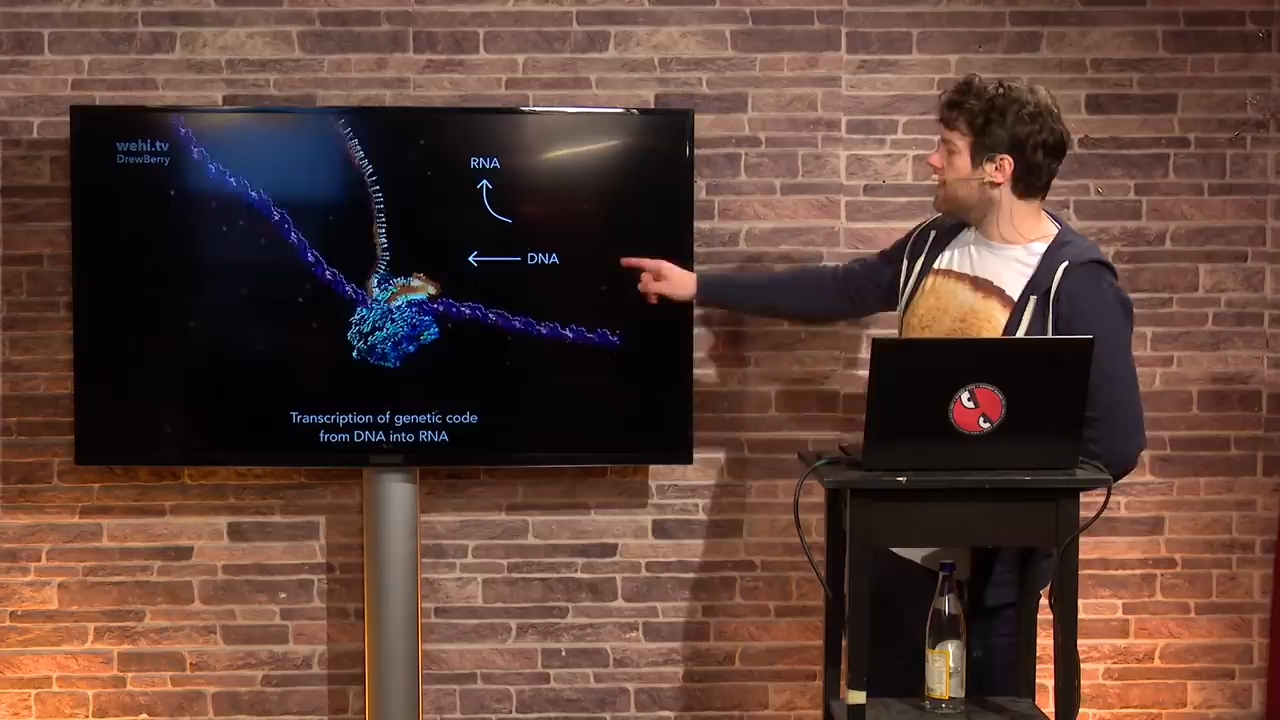 wehi.tv
DrewBerry
RNA
DNA
Transcription of genetic code
from DNA into RNA